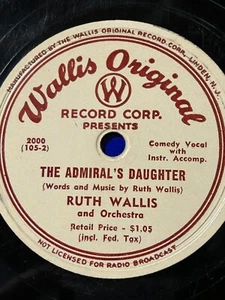 MANUFACTURED BY THE WALLIS ORIGINAL RECORD CORP., LINDEN, N. J.
Wallis Original
W
RECORD CORP.
PRESENTS
2000
(105-2)
Comedy Vocal
with
Instr. Accomp.
THE ADMIRAL'S DAUGHTER
(Words and Music by Ruth Wallis)
RUTH WALLIS
and Orchestra
Retail Price - $1.05
(incl. Fed. Tax)
NOT LICENSED FOR RADIO BROADCAST